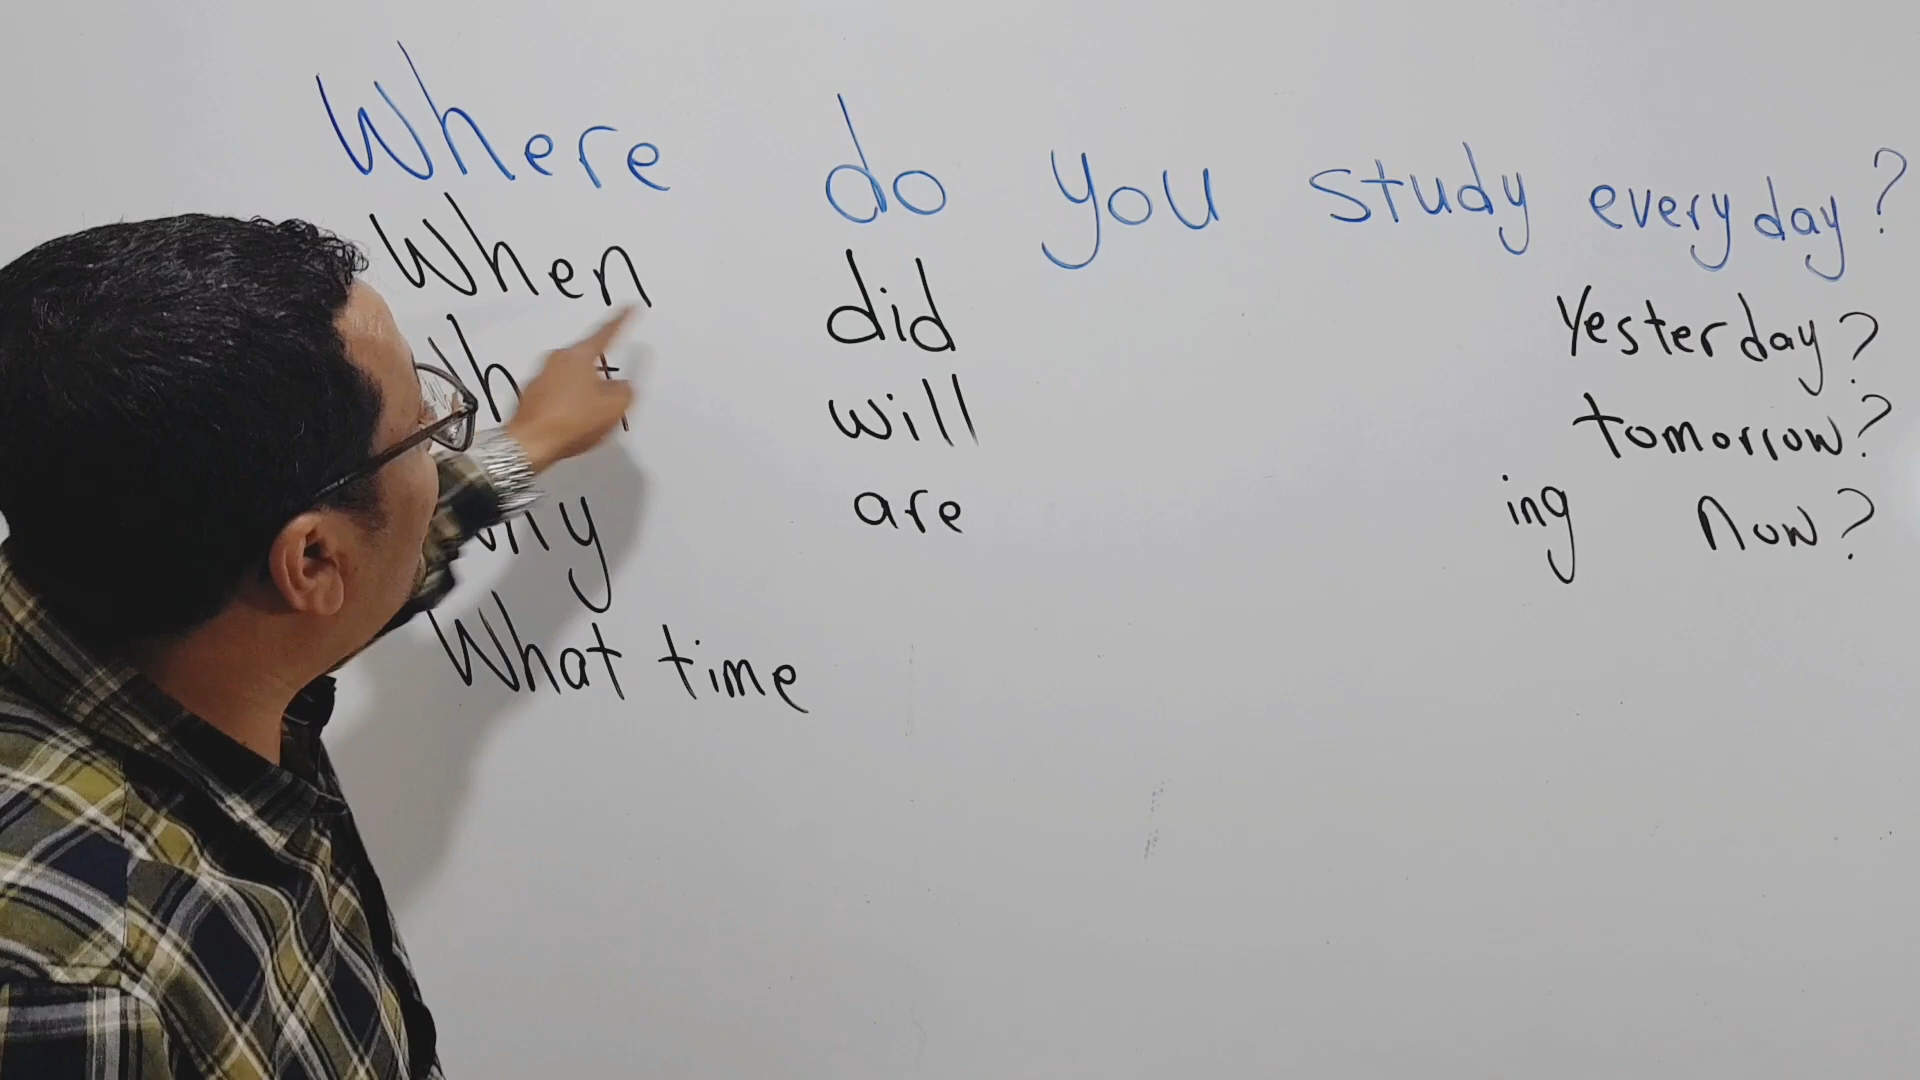 Where do you study everyday?
When did Yesterday?
will tomorrow?
are ing Now?
What time